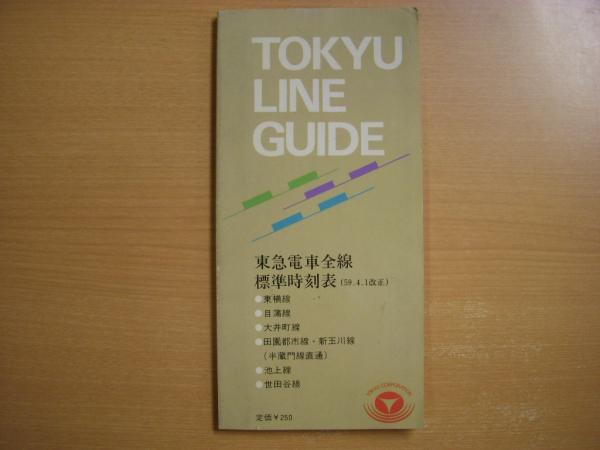 TOKYU
LINE
GUIDE
東急電車全線
標準時刻表(59.4.1改正)
●東横線
●目蒲線
●大井町線
●田園都市線・新玉川線
(半蔵門線直通)
●池上線
●世田谷線
定価￥250
TOKYU CORPORATION